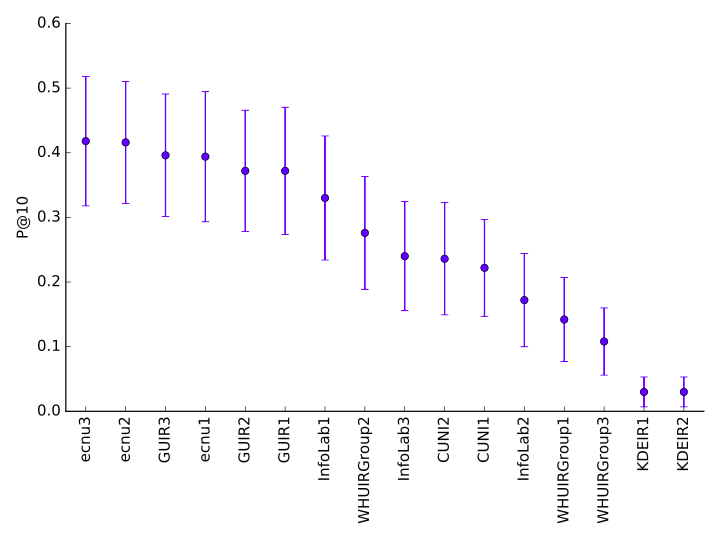 0.6
0.5
0.4
0.3
0.2
0.1
0.0
P@10
ecnu3
ecnu2
GUIR3
ecnu1
GUIR2
GUIR1
InfoLab1
WHUIRGroup2
InfoLab3
CUNI2
CUNI1
InfoLab2
WHUIRGroup1
WHUIRGroup3
KDEIR1
KDEIR2